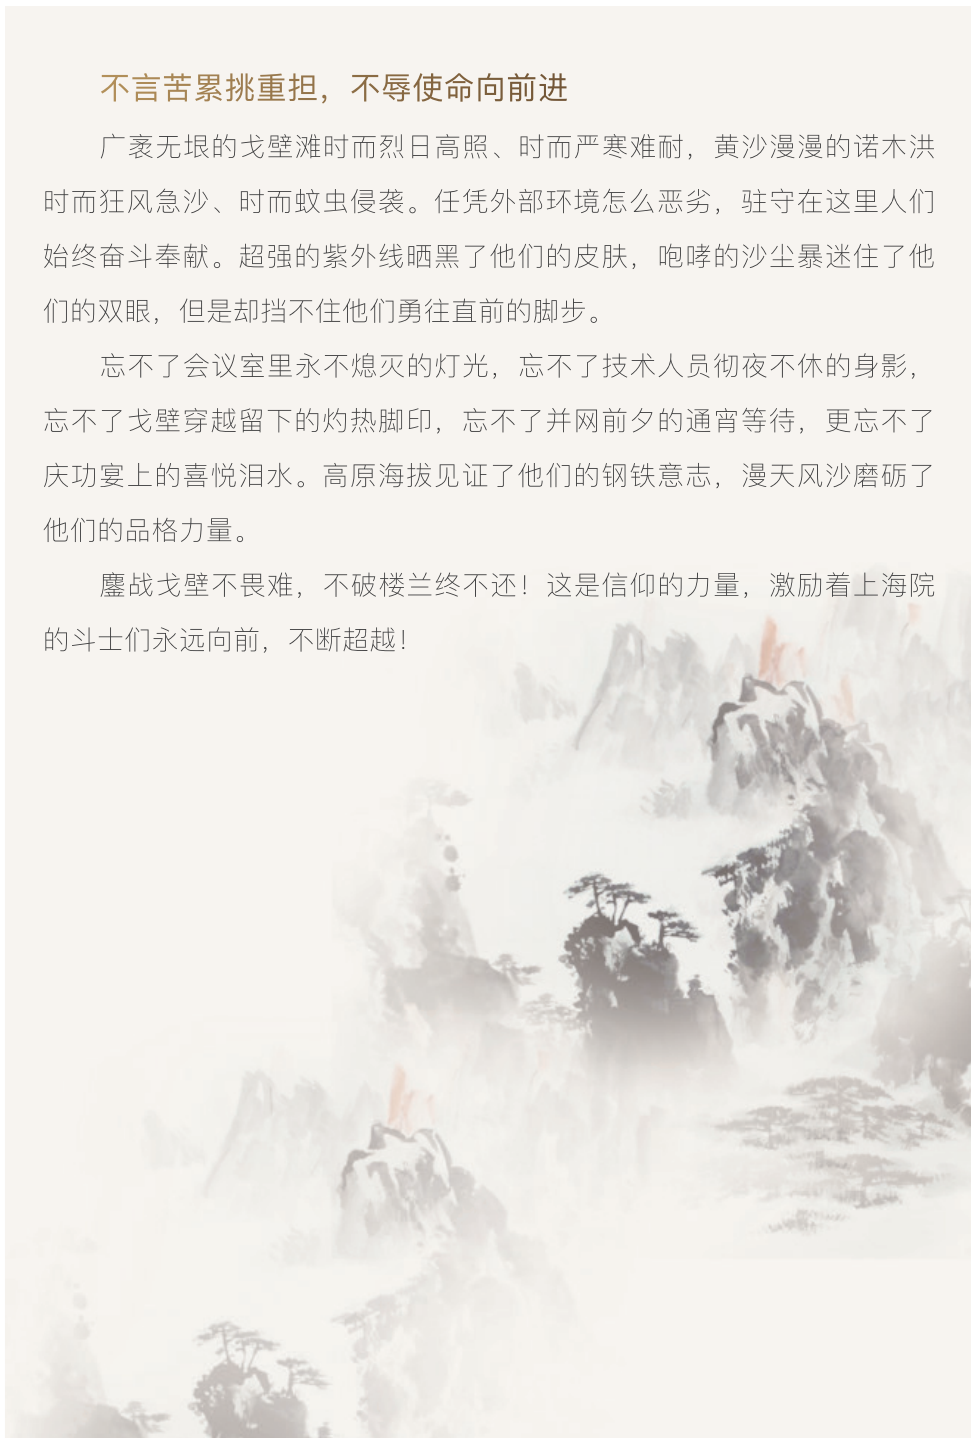 不言苦累挑重担，不辱使命向前进
广袤无垠的戈壁滩时而烈日高照、时而严寒难耐，黄沙漫漫的诺木洪
时而狂风急沙、时而蚊虫侵袭。任凭外部环境怎么恶劣，驻守在这里人们
始终奋斗奉献。超强的紫外线晒黑了他们的皮肤，咆哮的沙尘暴迷住了他
们的双眼，但是却挡不住他们勇往直前的脚步。
忘不了会议室里永不熄灭的灯光，忘不了技术人员彻夜不休的身影，
忘不了戈壁穿越留下的灼热脚印，忘不了并网前夕的通宵等待，更忘不了
庆功宴上的喜悦泪水。高原海拔见证了他们的钢铁意志，漫天风沙磨砺了
他们的品格力量。
鏖战戈壁不畏难，不破楼兰终不还！这是信仰的力量，激励着上海院
的斗士们永远向前，不断超越！